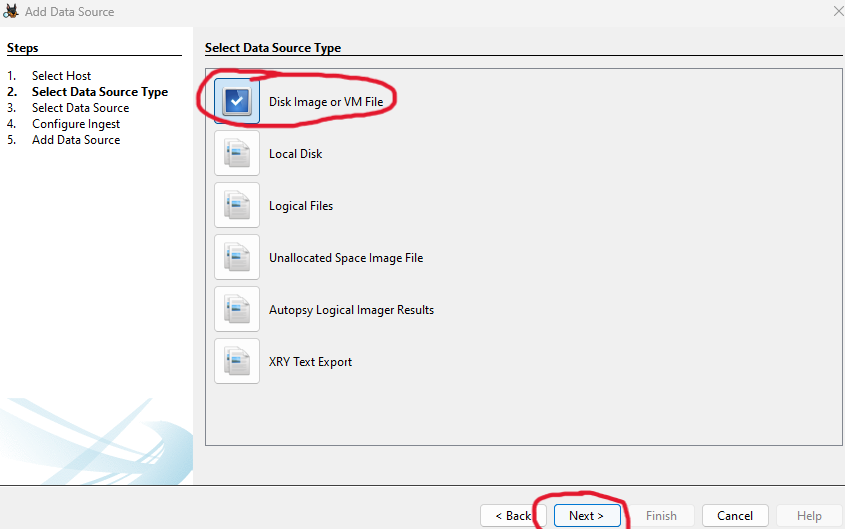 Add Data Source
Steps
1. Select Host
2. Select Data Source Type
3. Select Data Source
4. Configure Ingest
5. Add Data Source
Select Data Source Type
Disk Image or VM File
Local Disk
Logical Files
Unallocated Space Image File
Autopsy Logical Imager Results
XRY Text Export
< Back
Next >
Finish
Cancel
Help